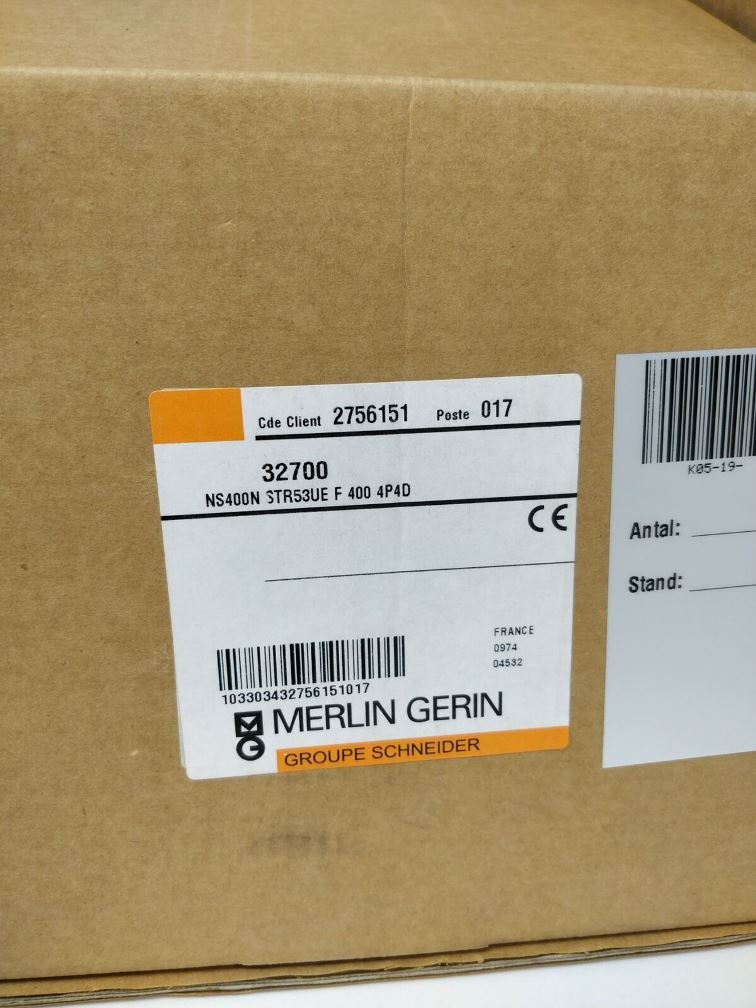 Cde Client 2756151 Poste 017
32700
NS400N STR53UE F 400 4P4D
CE
FRANCE
0974
04532
103303432756151017
MERLIN GERIN
GROUPE SCHNEIDER
K05-19-
Antal:
Stand: